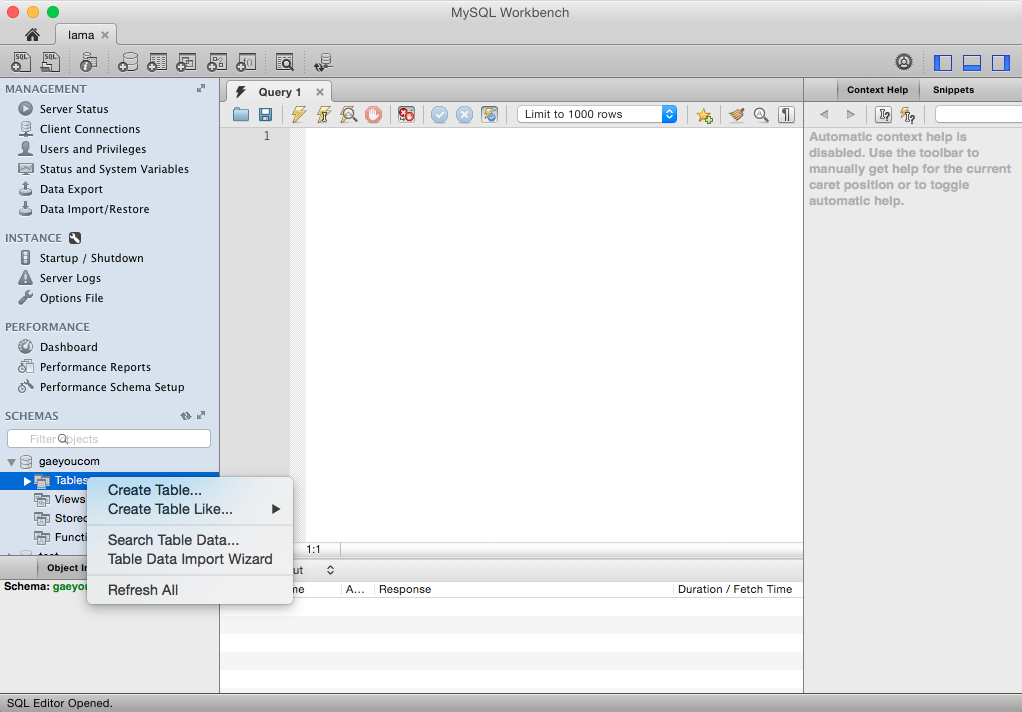 MySQL Workbench
lama
MANAGEMENT
Server Status
Client Connections
Users and Privileges
Status and System Variables
Data Export
Data Import/Restore
INSTANCE
Startup / Shutdown
Server Logs
Options File
PERFORMANCE
Dashboard
Performance Reports
Performance Schema Setup
SCHEMAS
Filter objects
gaeyoucom
Tables
Views
Stored
Functi
Object In
Schema: gaeyou
Create Table...
Create Table Like...
Search Table Data...
Table Data Import Wizard
Refresh All
Query 1
Limit to 1000 rows
1
1:1
ut
me A... Response Duration / Fetch Time
Context Help Snippets
Automatic context help is
disabled. Use the toolbar to
manually get help for the current
caret position or to toggle
automatic help.
SQL Editor Opened.